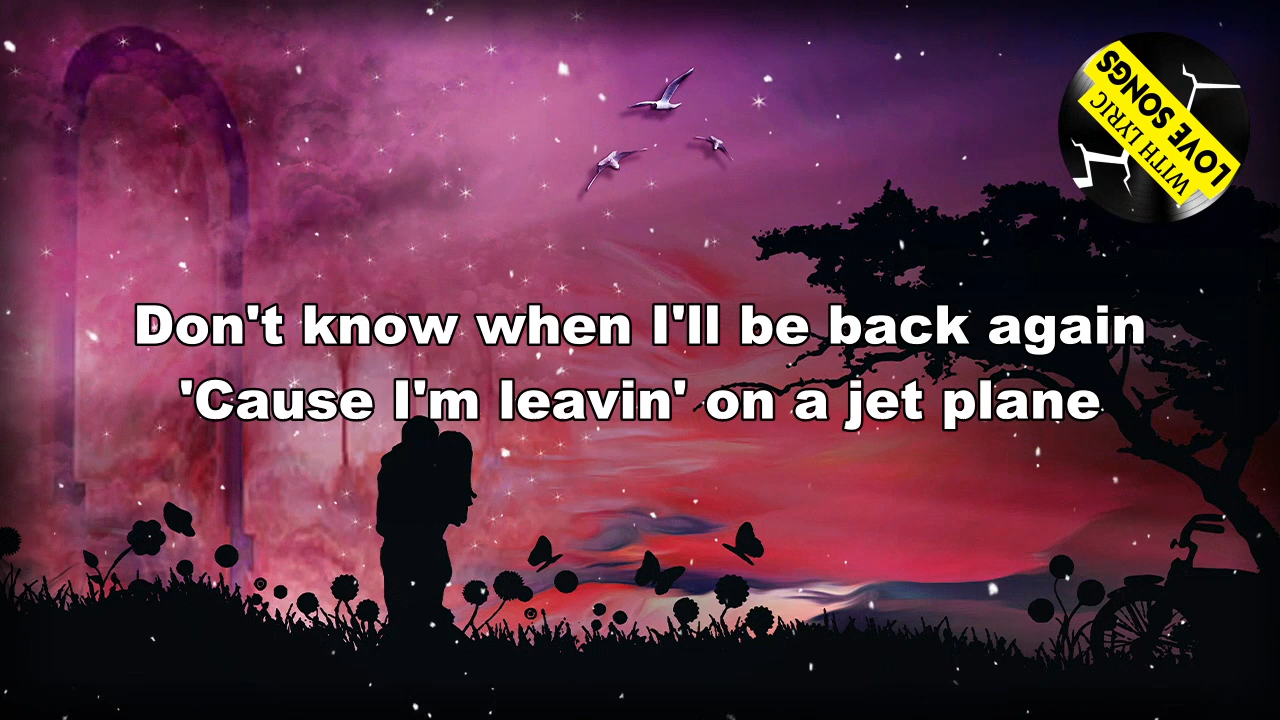 Don't know when I'll be back again
'Cause I'm leavin' on a jet plane
WITH LYRIC
LOVE SONGS